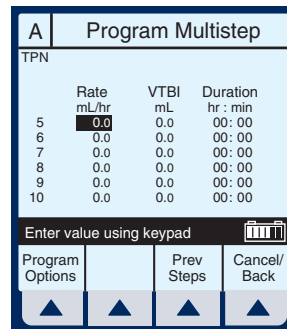 A Program Multistep
TPN
Rate VTBI Duration
mL/hr mL hr : min
5 0.0 0.0 00: 00
6 0.0 0.0 00: 00
7 0.0 0.0 00: 00
8 0.0 0.0 00: 00
9 0.0 0.0 00: 00
10 0.0 0.0 00: 00
Enter value using keypad
Program Prev Cancel/
Options Steps Back